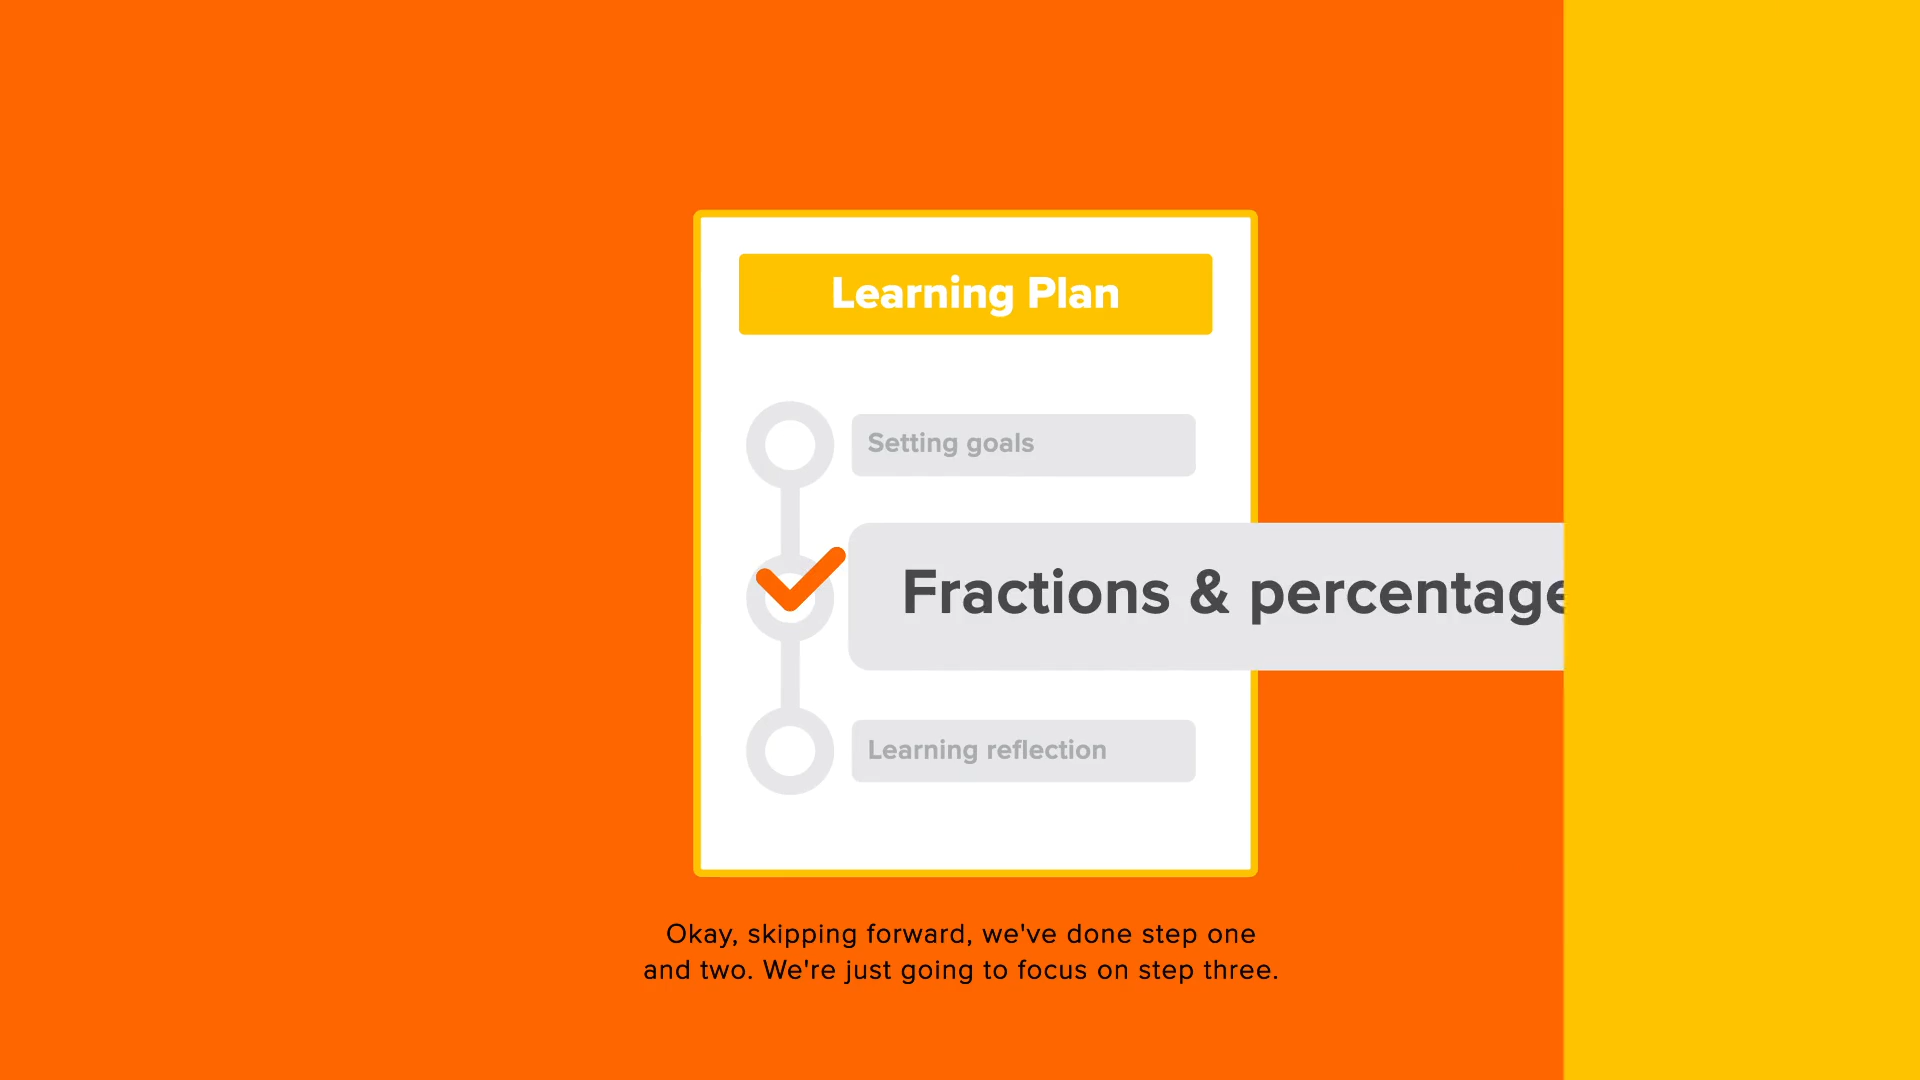 Learning Plan
Setting goals
Fractions & percentage
Learning reflection
Okay, skipping forward, we've done step one
and two. We're just going to focus on step three.